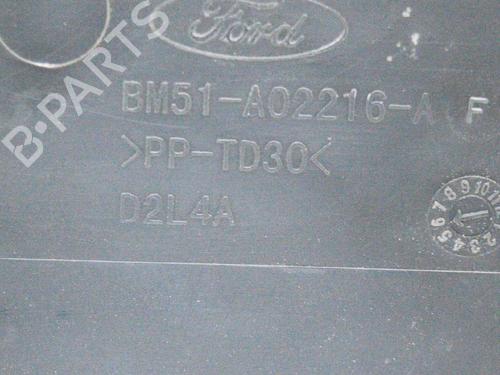 Ford
BM51-A02216-A F
>PP-TD30<
D2L4A
B-PARTS